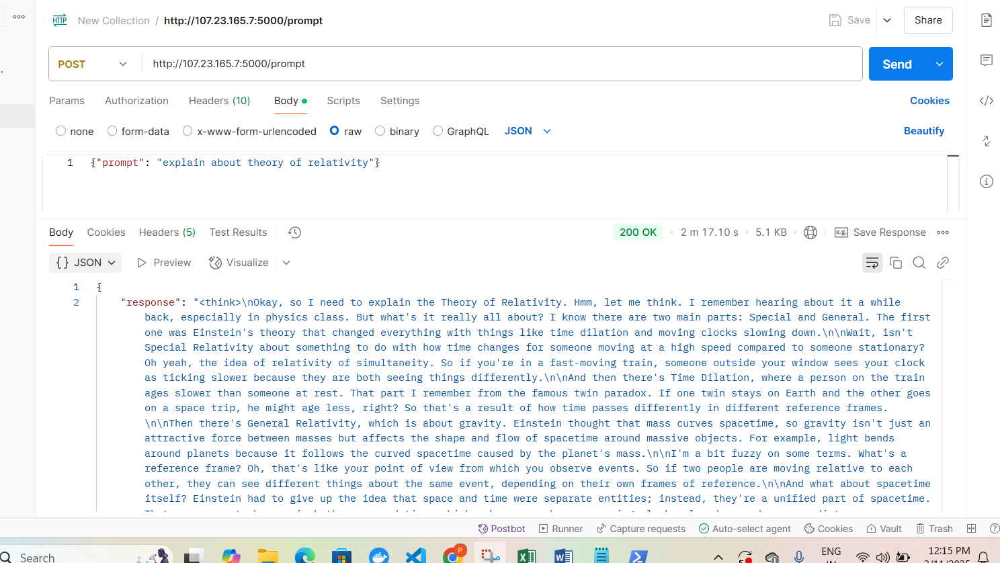 HTTP New Collection / http://107.23.165.7:5000/prompt Save Share
POST http://107.23.165.7:5000/prompt Send
Params Authorization Headers (10) Body Scripts Settings Cookies
none form-data x-www-form-urlencoded raw binary GraphQL JSON Beautify
1 {"prompt": "explain about theory of relativity"}
Body Cookies Headers (5) Test Results 200 OK 2 m 17.10 s 5.1 KB e.g. Save Response
{} JSON Preview Visualize
1 {
2 "response": "<think>\nOkay, so I need to explain the Theory of Relativity. Hmm, let me think. I remember hearing about it a while
back, especially in physics class. But what's it really all about? I know there are two main parts: Special and General. The first
one was Einstein's theory that changed everything with things like time dilation and moving clocks slowing down.\n\nWait, isn't
Special Relativity about something to do with how time changes for someone moving at a high speed compared to someone stationary?
Oh yeah, the idea of relativity of simultaneity. So if you're in a fast-moving train, someone outside your window sees your clock
as ticking slower because they are both seeing things differently.\n\nAnd then there's Time Dilation, where a person on the train
ages slower than someone at rest. That part I remember from the famous twin paradox. If one twin stays on Earth and the other goes
on a space trip, he might age less, right? So that's a result of how time passes differently in different reference frames.
\n\nThen there's General Relativity, which is about gravity. Einstein thought that mass curves spacetime, so gravity isn't just an
attractive force between masses but affects the shape and flow of spacetime around massive objects. For example, light bends
around planets because it follows the curved spacetime caused by the planet's mass.\n\nI'm a bit fuzzy on some terms. What's a
reference frame? Oh, that's like your point of view from which you observe events. So if two people are moving relative to each
other, they can see different things about the same event, depending on their own frames of reference.\n\nAnd what about spacetime
itself? Einstein had to give up the idea that space and time were separate entities; instead, they're a unified part of spacetime.
Postbot Runner Capture requests Auto-select agent Cookies Vault Trash
Search P ENG 12:15 PM